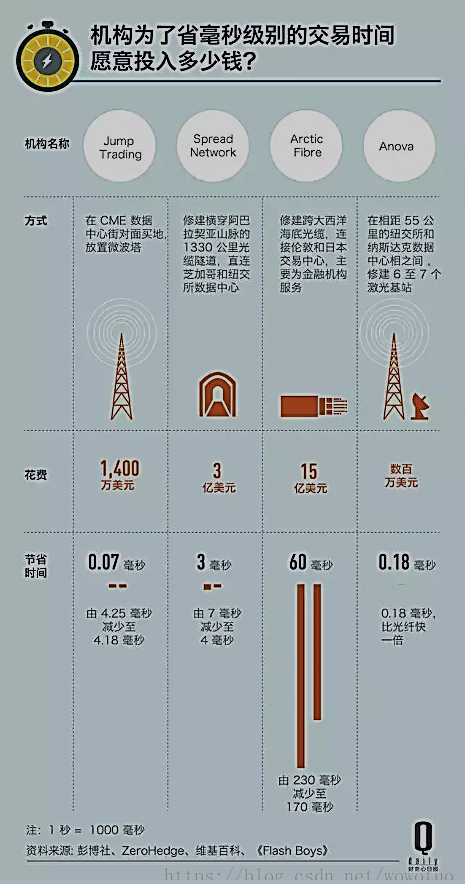 机构为了省毫秒级别的交易时间
愿意投入多少钱?
机构名称
Jump
Trading
Spread
Network
Arctic
Fibre
Anova
方式
在 CME 数据
中心街对面买地,
放置微波塔
修建横穿阿巴
拉契亚山脉的
1330 公里光
缆隧道,直连
芝加哥和纽交
所数据中心
修建跨大西洋
海底光缆,连
接伦敦和日本
交易中心,主
要为金融机构
服务
在相距 55 公
里的纽交所和
纳斯达克数据
中心相之间,
修建 6 至 7 个
激光基站
花费
1,400
万美元
3
亿美元
15
亿美元
数百
万美元
节省
时间
0.07 毫秒
3 毫秒
60 毫秒
0.18 毫秒
由 4.25 毫秒
减少至
4.18 毫秒
由 7 毫秒
减少至
4 毫秒
由 230 毫秒
减少至
170 毫秒
0.18 毫秒,
比光纤快
一倍
注:1 秒 = 1000 毫秒
资料来源: 彭博社、ZeroHedge、维基百科、《Flash Boys》
Q
daily
好奇心日报
https://blog.csdn.net/wowotuo